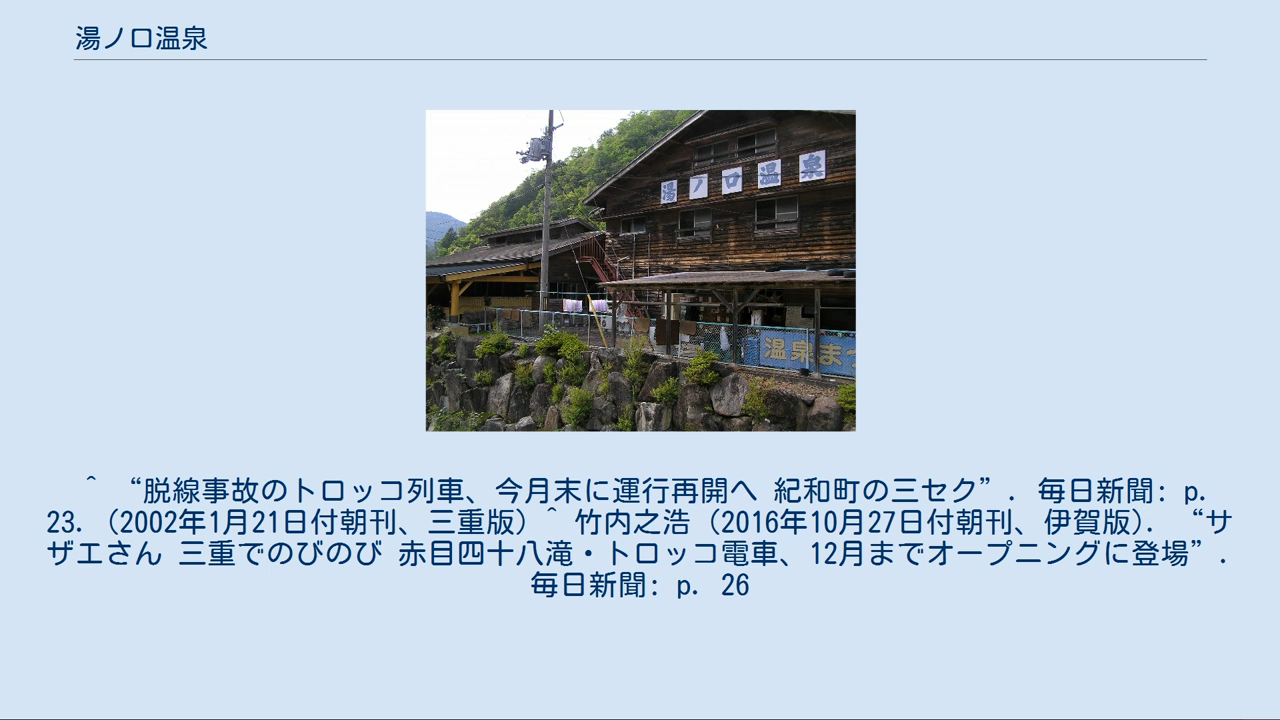 湯ノ口温泉
湯ノ口温泉
温泉まつ
^ “脱線事故のトロッコ列車、今月末に運行再開へ 紀和町の三セク”. 毎日新聞: p.
23. (2002年1月21日付朝刊、三重版)^ 竹内之浩 (2016年10月27日付朝刊、伊賀版). “サ
ザエさん 三重でのびのび 赤目四十八滝・トロッコ電車、12月までオープニングに登場”.
毎日新聞: p. 26